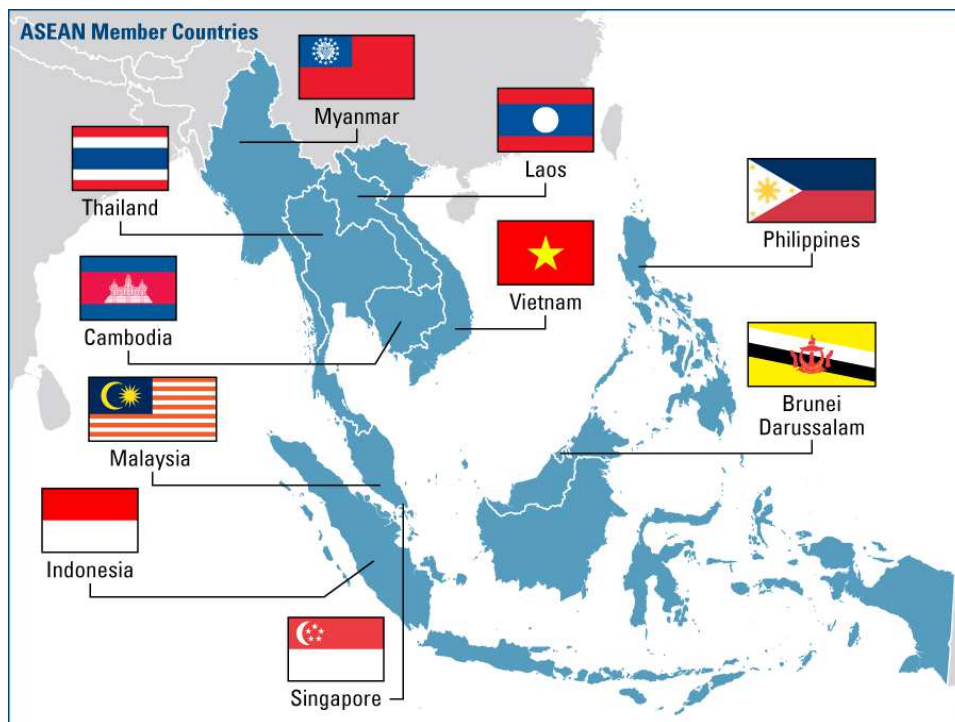 ASEAN Member Countries
Myanmar
Laos
Thailand
Philippines
Vietnam
Cambodia
Brunei
Darussalam
Malaysia
Indonesia
Singapore